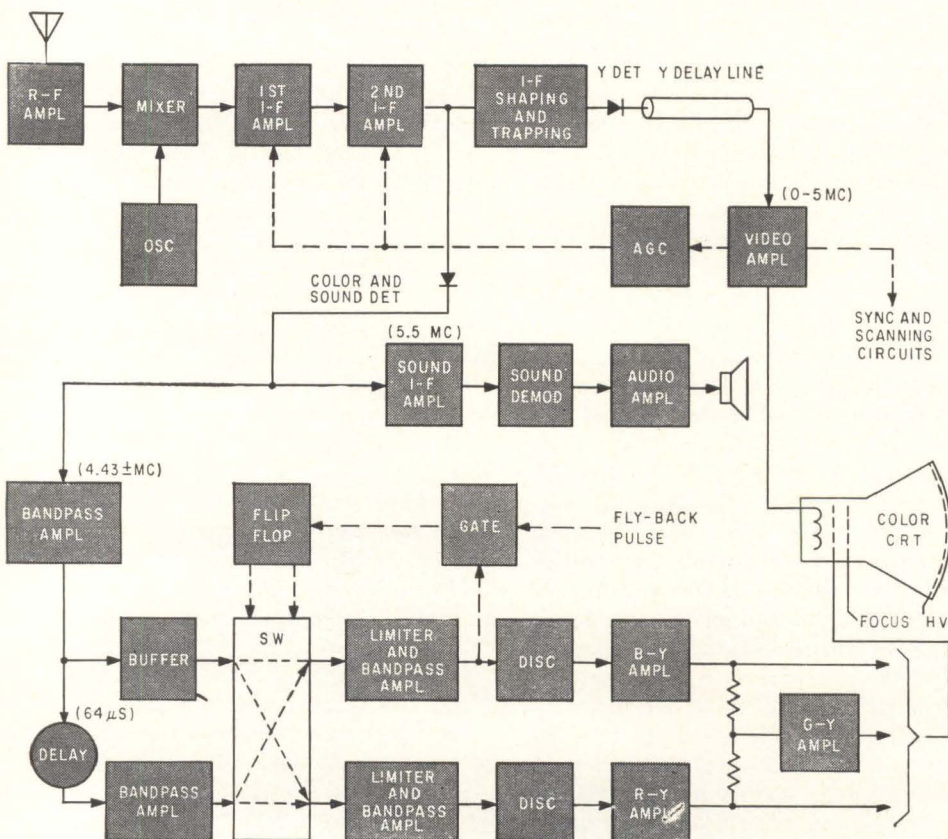 R-F
AMPL
MIXER
1ST
I-F
AMPL
2ND
I-F
AMPL
I-F
SHAPING
AND
TRAPPING
Y DET
Y DELAY LINE
OSC
(0-5MC)
AGC
VIDEO
AMPL
COLOR AND
SOUND DET
SYNC AND
SCANNING
CIRCUITS
(5.5 MC)
SOUND
I-F
AMPL
SOUND
DEMOD
AUDIO
AMPL
(4.43±MC)
BANDPASS
AMPL
FLIP
FLOP
GATE
FLY-BACK
PULSE
COLOR
CRT
FOCUS
HV
BUFFER
SW
LIMITER
AND
BANDPASS
AMPL
DISC
B-Y
AMPL
(64µS)
DELAY
G-Y
AMPL
BANDPASS
AMPL
LIMITER
AND
BANDPASS
AMPL
DISC
R-Y
AMPL